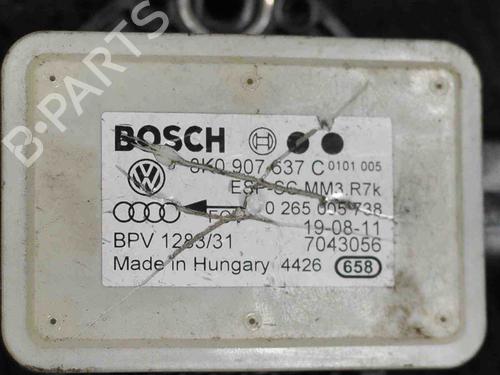 B-PARTS
BOSCH
8K0 907 637 C 0101 005
ESP-SC-MM3.R7k
0 265 005 738
19-08-11
BPV 1283/31 7043056
Made in Hungary 4426 658